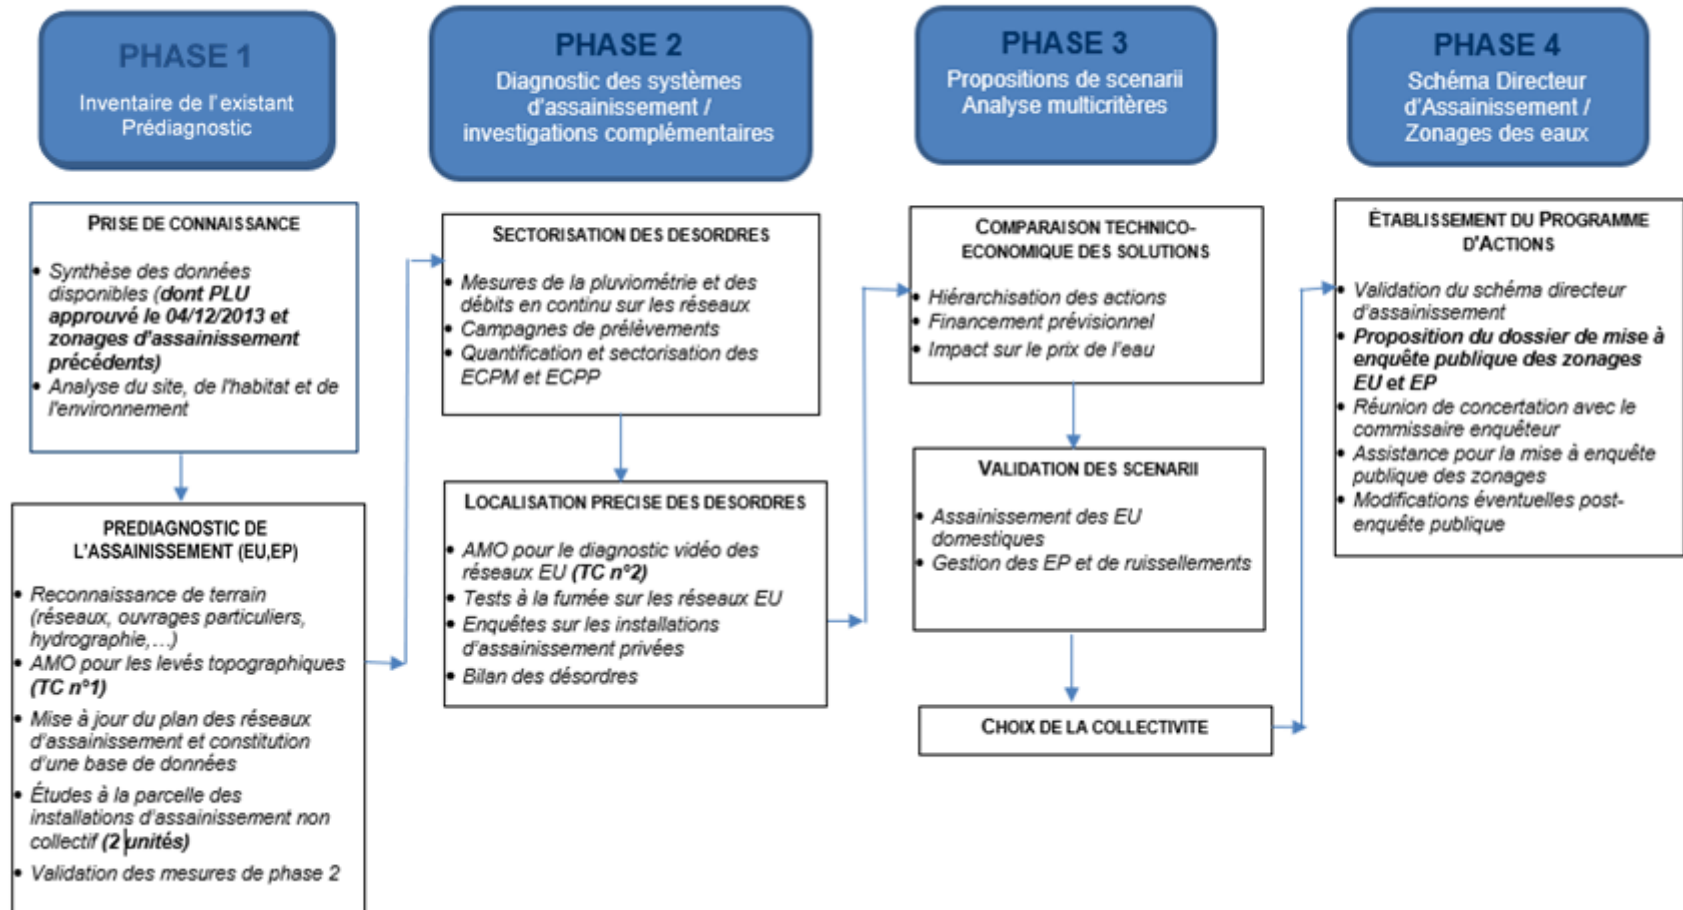 PHASE 1
Inventaire de l'existant
Prédiagnostic
PRISE DE CONNAISSANCE
• Synthèse des données
disponibles (dont PLU
approuvé le 04/12/2013 et
zonages d'assainissement
précédents)
• Analyse du site, de l'habitat et de
l'environnement
PREDIAGNOSTIC DE
L'ASSAINISSEMENT (EU,EP)
• Reconnaissance de terrain
(réseaux, ouvrages particuliers,
hydrographie,…)
• AMO pour les levés topographiques
(TC n°1)
• Mise à jour du plan des réseaux
d'assainissement et constitution
d'une base de données
• Études à la parcelle des
installations d'assainissement non
collectif (2 unités)
• Validation des mesures de phase 2
PHASE 2
Diagnostic des systèmes
d'assainissement /
investigations complémentaires
SECTORISATION DES DESORDRES
• Mesures de la pluviométrie et des
débits en continu sur les réseaux
• Campagnes de prélèvements
• Quantification et sectorisation des
ECPM et ECPP
LOCALISATION PRECISE DES DESORDRES
• AMO pour le diagnostic vidéo des
réseaux EU (TC n°2)
• Tests à la fumée sur les réseaux EU
• Enquêtes sur les installations
d'assainissement privées
• Bilan des désordres
PHASE 3
Propositions de scenarii
Analyse multicritères
COMPARAISON TECHNICO-
ECONOMIQUE DES SOLUTIONS
• Hiérarchisation des actions
• Financement prévisionnel
• Impact sur le prix de l'eau
VALIDATION DES SCENARII
• Assainissement des EU
domestiques
• Gestion des EP et de ruissellements
CHOIX DE LA COLLECTIVITE
PHASE 4
Schéma Directeur
d'Assainissement /
Zonages des eaux
ÉTABLISSEMENT DU PROGRAMME
D'ACTIONS
• Validation du schéma directeur
d'assainissement
• Proposition du dossier de mise à
enquête publique des zonages
EU et EP
• Réunion de concertation avec le
commissaire enquêteur
• Assistance pour la mise à enquête
publique des zonages
• Modifications éventuelles post-
enquête publique